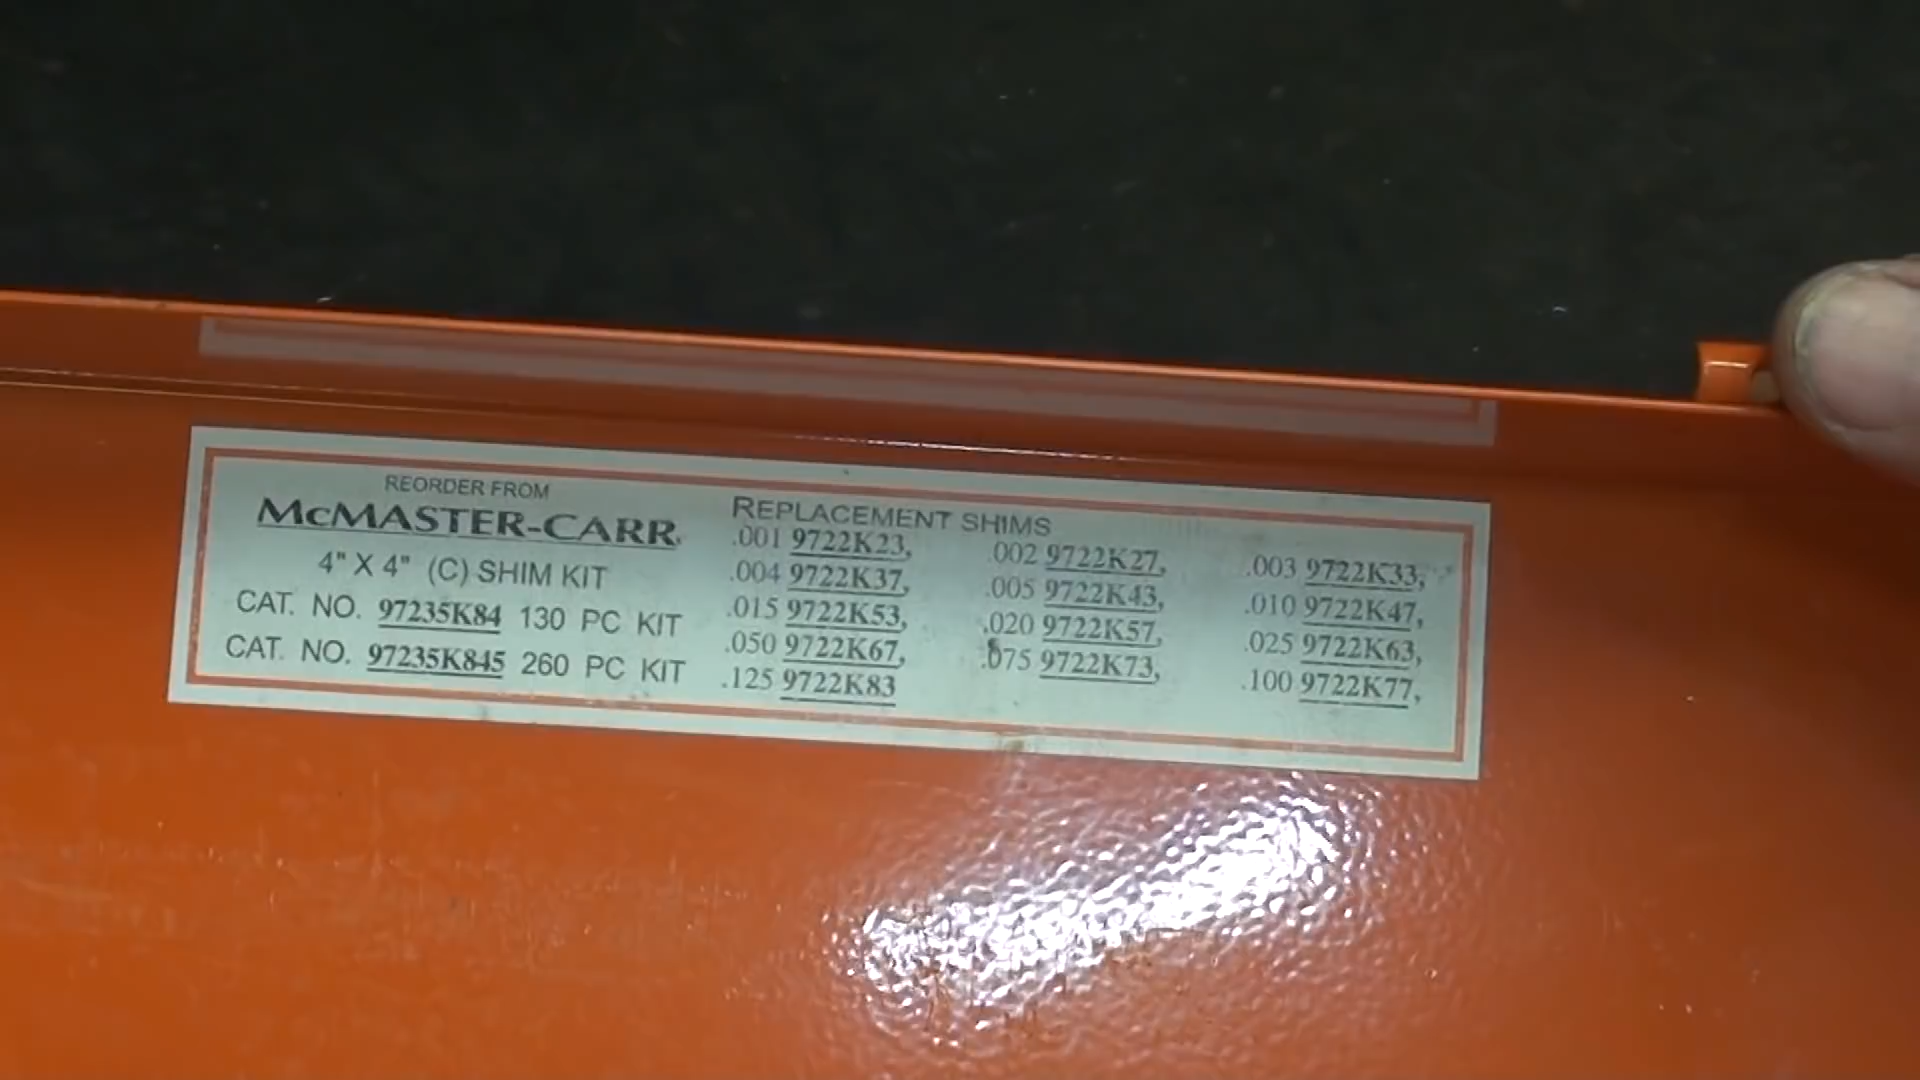 REORDER FROM
McMASTER-CARR
4" X 4" (C) SHIM KIT
CAT. NO. 97235K84 130 PC KIT
CAT. NO. 97235K845 260 PC KIT
REPLACEMENT SHIMS
.001 9722K23, .002 9722K27, .003 9722K33,
.004 9722K37, .005 9722K43, .010 9722K47,
.015 9722K53, .020 9722K57, .025 9722K63,
.050 9722K67, .075 9722K73, .100 9722K77,
.125 9722K83